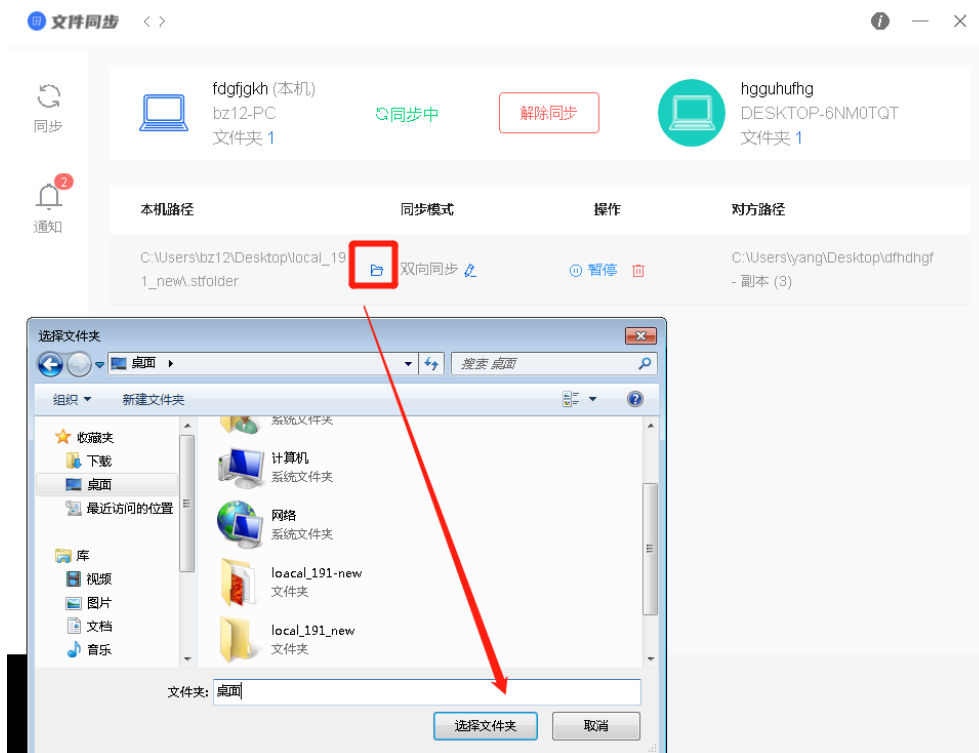 文件同步
同步
2
通知
fdgfjgkh (本机)
bz12-PC
文件夹 1
同步中
解除同步
hgguhufhg
DESKTOP-6NM0TQT
文件夹 1
本机路径 同步模式 操作 对方路径
C:\Users\bz12\Desktop\local_19
1_new\.stfolder
双向同步
暂停
C:\Users\yang\Desktop\dfhdhgf
- 副本 (3)
选择文件夹
桌面
搜索 桌面
组织 新建文件夹
收藏夹
下载
桌面
最近访问的位置
库
视频
图片
文档
音乐
系统文件夹
计算机
系统文件夹
网络
系统文件夹
loacal_191-new
文件夹
local_191_new
文件夹
文件夹: 桌面
选择文件夹 取消